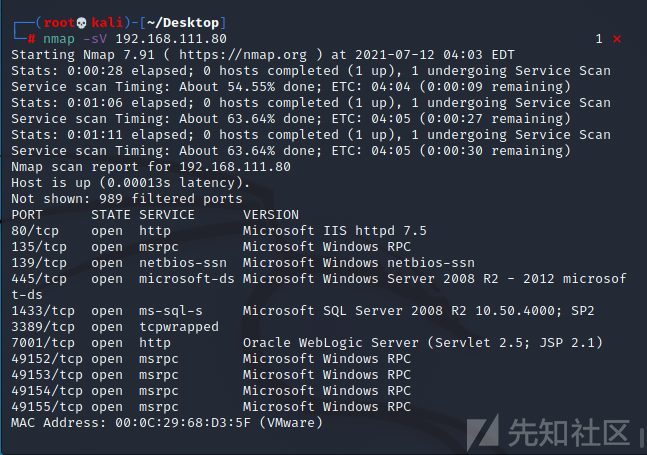 ┌──(root💀kali)-[~/Desktop]
└─# nmap -sV 192.168.111.80 1 ⨯
Starting Nmap 7.91 ( https://nmap.org ) at 2021-07-12 04:03 EDT
Stats: 0:00:28 elapsed; 0 hosts completed (1 up), 1 undergoing Service Scan
Service scan Timing: About 54.55% done; ETC: 04:04 (0:00:09 remaining)
Stats: 0:01:06 elapsed; 0 hosts completed (1 up), 1 undergoing Service Scan
Service scan Timing: About 63.64% done; ETC: 04:05 (0:00:27 remaining)
Stats: 0:01:11 elapsed; 0 hosts completed (1 up), 1 undergoing Service Scan
Service scan Timing: About 63.64% done; ETC: 04:05 (0:00:30 remaining)
Nmap scan report for 192.168.111.80
Host is up (0.00013s latency).
Not shown: 989 filtered ports
PORT STATE SERVICE VERSION
80/tcp open http Microsoft IIS httpd 7.5
135/tcp open msrpc Microsoft Windows RPC
139/tcp open netbios-ssn Microsoft Windows netbios-ssn
445/tcp open microsoft-ds Microsoft Windows Server 2008 R2 - 2012 microsof
t-ds
1433/tcp open ms-sql-s Microsoft SQL Server 2008 R2 10.50.4000; SP2
3389/tcp open tcpwrapped
7001/tcp open http Oracle WebLogic Server (Servlet 2.5; JSP 2.1)
49152/tcp open msrpc Microsoft Windows RPC
49153/tcp open msrpc Microsoft Windows RPC
49154/tcp open msrpc Microsoft Windows RPC
49155/tcp open msrpc Microsoft Windows RPC
MAC Address: 00:0C:29:68:D3:5F (VMware)
先知社区